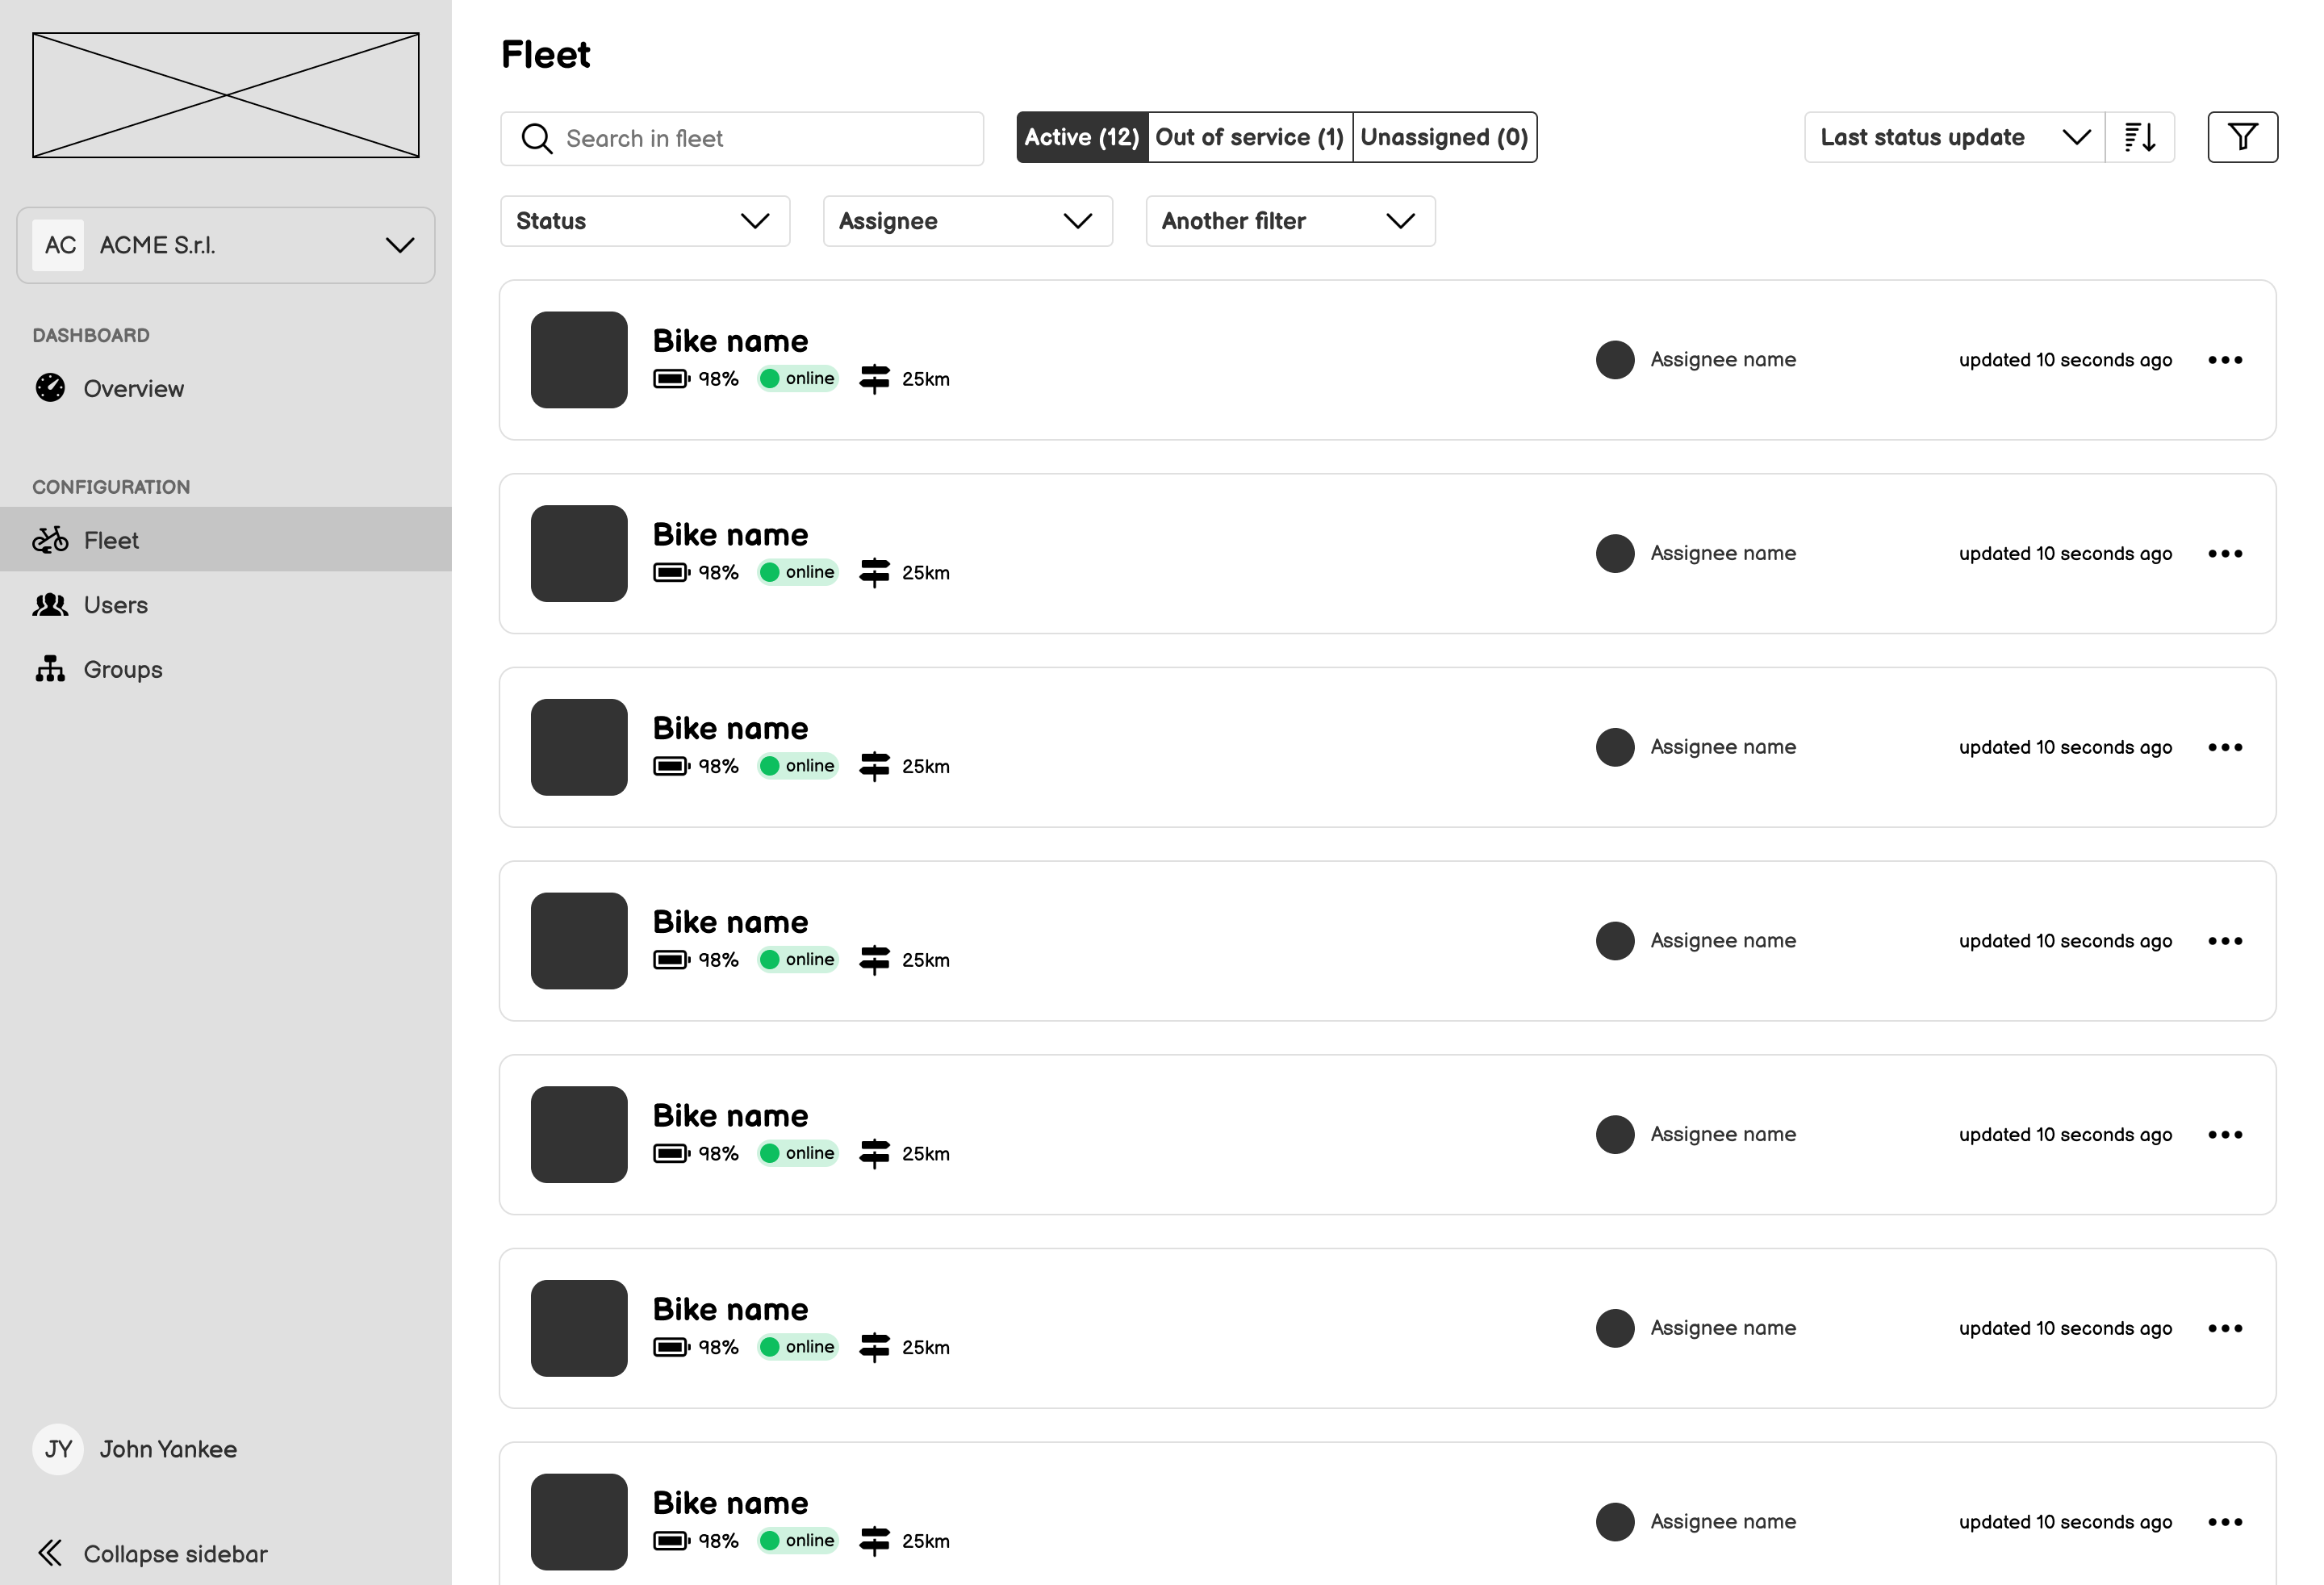 Fleet
Search in fleet
Active (12)
Out of service (1)
Unassigned (0)
Last status update
Status
Assignee
Another filter
AC
ACME S.r.l.
DASHBOARD
Overview
CONFIGURATION
Fleet
Users
Groups
JY
John Yankee
Collapse sidebar
Bike name
98% online 25km
Assignee name
updated 10 seconds ago
Bike name
98% online 25km
Assignee name
updated 10 seconds ago
Bike name
98% online 25km
Assignee name
updated 10 seconds ago
Bike name
98% online 25km
Assignee name
updated 10 seconds ago
Bike name
98% online 25km
Assignee name
updated 10 seconds ago
Bike name
98% online 25km
Assignee name
updated 10 seconds ago
Bike name
98% online 25km
Assignee name
updated 10 seconds ago